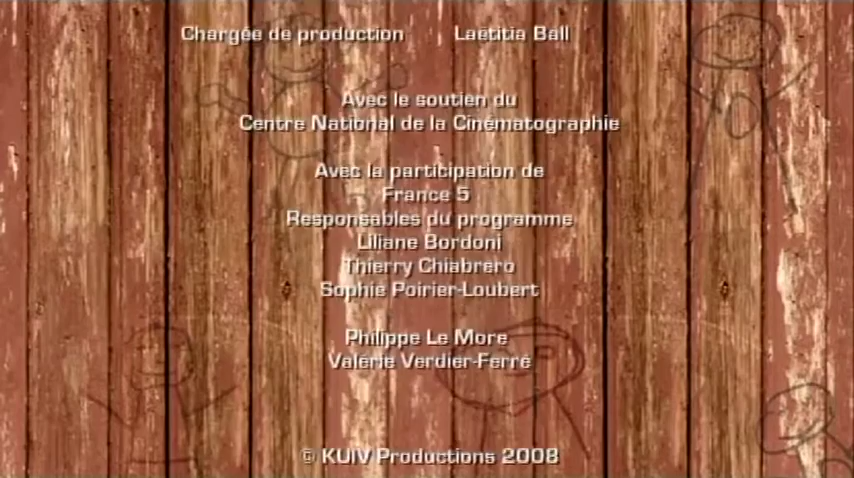 Chargée de production Laëtitia Ball
Avec le soutien du
Centre National de la Cinématographie
Avec la participation de
France 5
Responsables du programme
Liliane Bordoni
Thierry Chiabrero
Sophie Poirier-Loubert
Philippe Le More
Valérie Verdier-Ferré
© KUIV Productions 2008